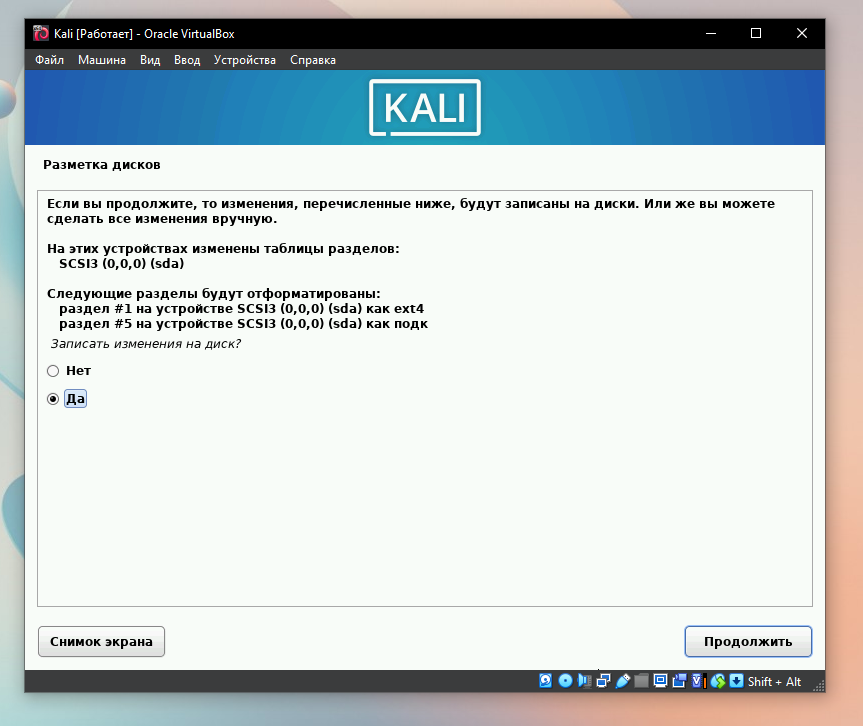 Kali [Работает] - Oracle VirtualBox
Файл Машина Вид Ввод Устройства Справка
KALI
Разметка дисков
Если вы продолжите, то изменения, перечисленные ниже, будут записаны на диски. Или же вы можете
сделать все изменения вручную.
На этих устройствах изменены таблицы разделов:
SCSI3 (0,0,0) (sda)
Следующие разделы будут отформатированы:
раздел #1 на устройстве SCSI3 (0,0,0) (sda) как ext4
раздел #5 на устройстве SCSI3 (0,0,0) (sda) как подк
Записать изменения на диск?
Нет
Да
Снимок экрана Продолжить
Shift + Alt